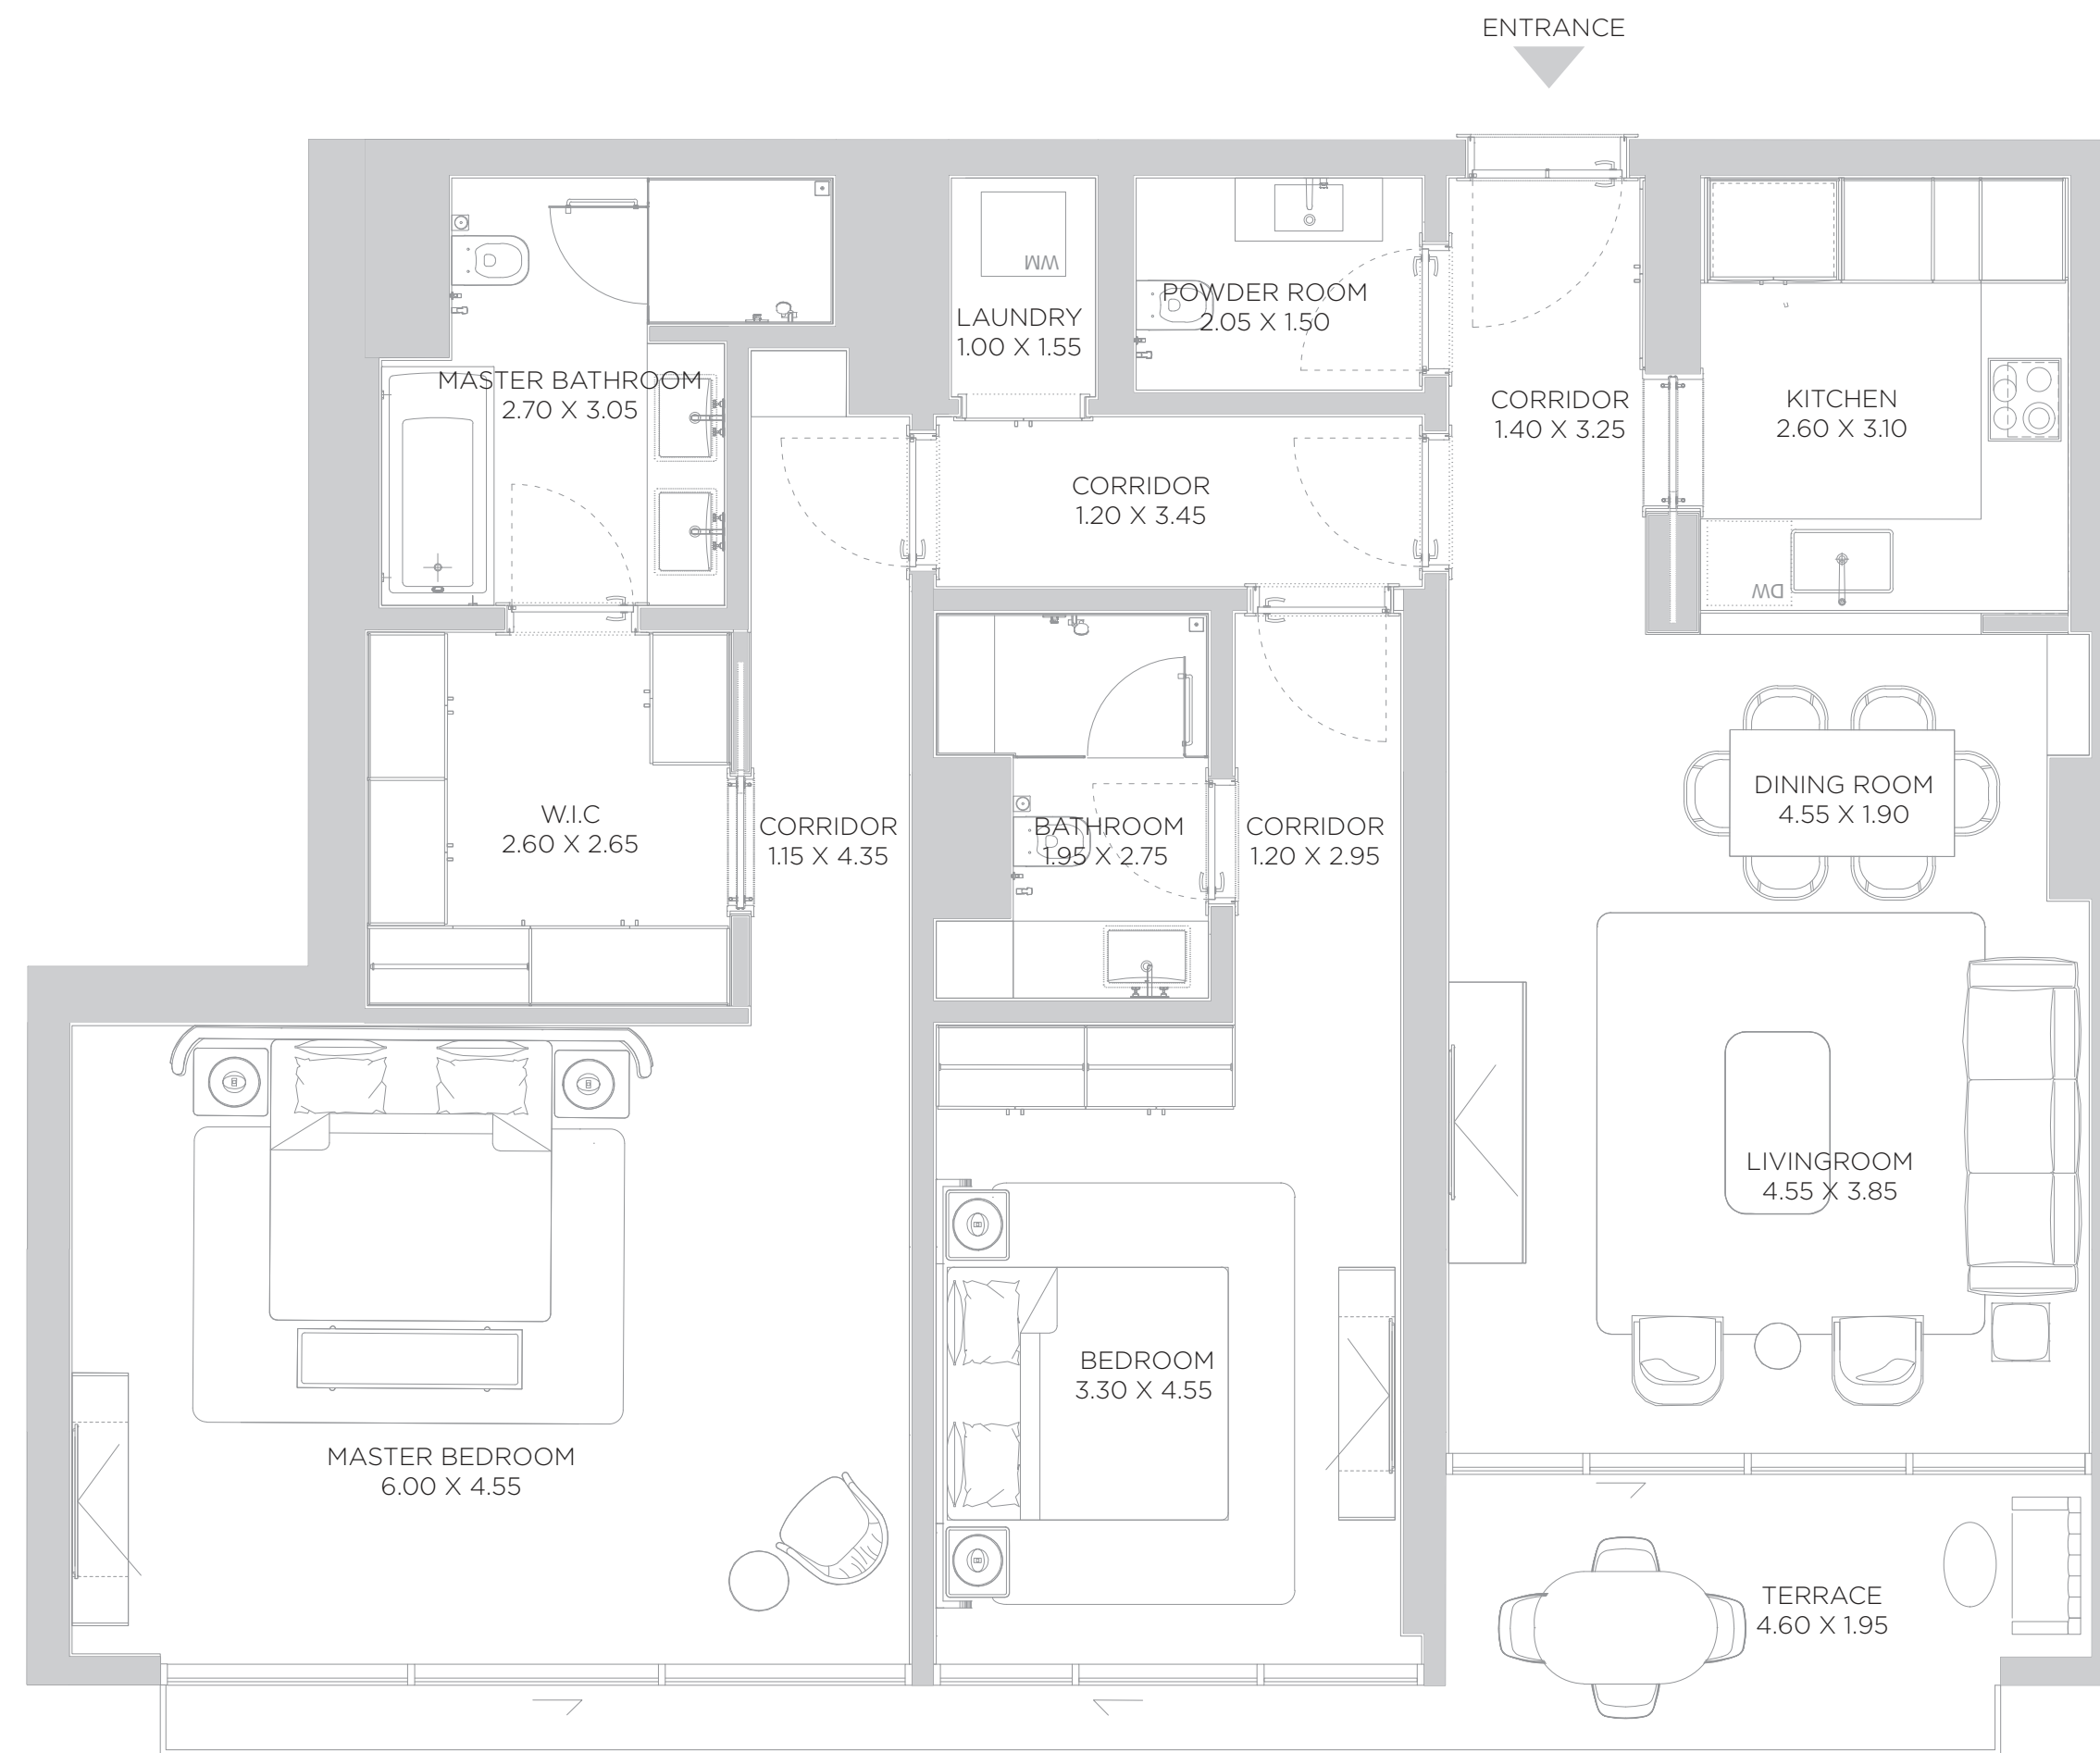 ENTRANCE
WM
POWDER ROOM
2.05 X 1.50
LAUNDRY
1.00 X 1.55
MASTER BATHROOM
2.70 X 3.05
CORRIDOR
1.40 X 3.25
KITCHEN
2.60 X 3.10
CORRIDOR
1.20 X 3.45
DW
DINING ROOM
4.55 X 1.90
W.I.C
2.60 X 2.65
CORRIDOR
1.15 X 4.35
BATHROOM
1.95 X 2.75
CORRIDOR
1.20 X 2.95
LIVINGROOM
4.55 X 3.85
BEDROOM
3.30 X 4.55
MASTER BEDROOM
6.00 X 4.55
TERRACE
4.60 X 1.95